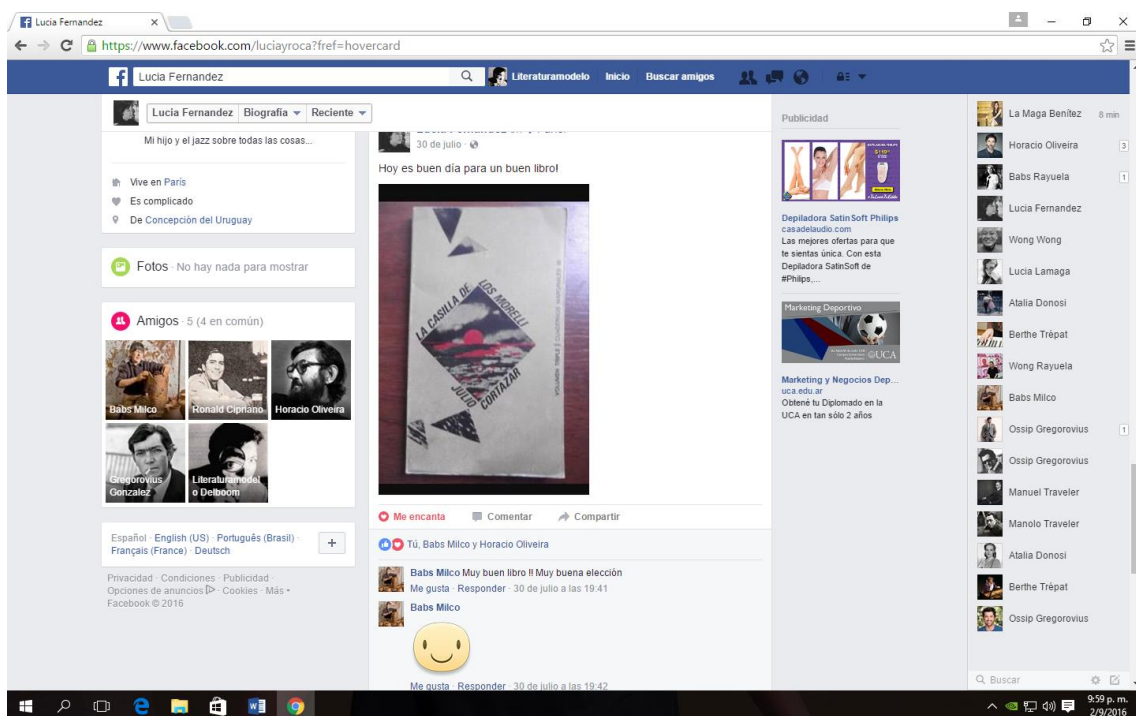 Lucia Fernandez
https://www.facebook.com/luciayroca?fref=hovercard
Lucia Fernandez
Literaturamodelo Inicio Buscar amigos
Lucia Fernandez Biografía Reciente
Mi hijo y el jazz sobre todas las cosas...
Vive en París
Es complicado
De Concepción del Uruguay
Fotos · No hay nada para mostrar
Amigos · 5 (4 en común)
Babs Milco
Ronald Cipriano
Horacio Oliveira
Gregorovius
Gonzalez
Literaturamodel
o Delboom
Español · English (US) · Português (Brasil) ·
Français (France) · Deutsch
Privacidad · Condiciones · Publicidad ·
Opciones de anuncios · Cookies · Más
Facebook © 2016
30 de julio
Hoy es buen día para un buen libro!
LA CASILLA DE
LOS MORELLI
JULIO CORTAZAR
Me encanta Comentar Compartir
Tú, Babs Milco y Horacio Oliveira
Babs Milco Muy buen libro !! Muy buena elección
Me gusta · Responder · 30 de julio a las 19:41
Babs Milco
Me gusta · Responder · 30 de julio a las 19:42
Publicidad
Depiladora SatinSoft Philips
casadelaudio.com
Las mejores ofertas para que
te sientas única. Con esta
Depiladora SatinSoft de
#Philips,...
Marketing Deportivo
UCA
Marketing y Negocios Dep...
uca.edu.ar
Obtené tu Diplomado en la
UCA en tan sólo 2 años
La Maga Benítez 8 min
Horacio Oliveira 3
Babs Rayuela 1
Lucia Fernandez
Wong Wong
Lucia Lamaga
Atalia Donosi
Berthe Trépat
Wong Rayuela
Babs Milco
Ossip Gregorovius 1
Ossip Gregorovius
Manuel Traveler
Manolo Traveler
Atalia Donosi
Berthe Trèpat
Ossip Gregorovius
Buscar
9:59 p. m.
2/9/2016